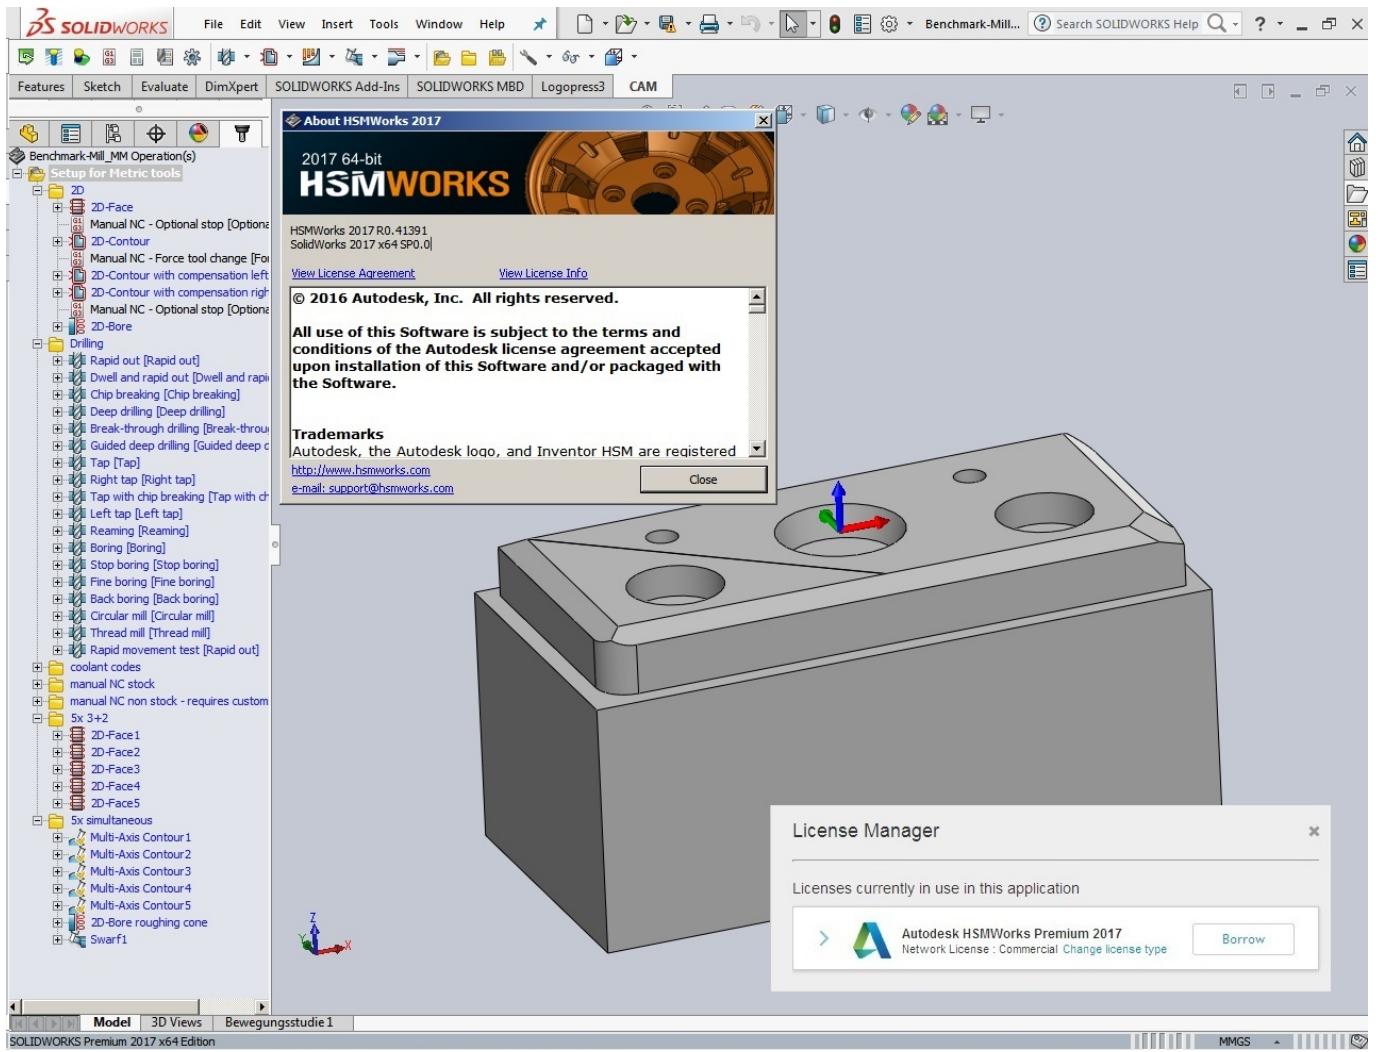 SOLIDWORKS File Edit View Insert Tools Window Help Benchmark-Mill... Search SOLIDWORKS Help
Features Sketch Evaluate DimXpert SOLIDWORKS Add-Ins SOLIDWORKS MBD Logopress3 CAM
Benchmark-Mill_MM Operation(s)
Setup for Metric tools
2D
2D-Face
Manual NC - Optional stop [Optiona
2D-Contour
Manual NC - Force tool change [For
2D-Contour with compensation left
2D-Contour with compensation righ
Manual NC - Optional stop [Optiona
2D-Bore
Drilling
Rapid out [Rapid out]
Dwell and rapid out [Dwell and rapi
Chip breaking [Chip breaking]
Deep drilling [Deep drilling]
Break-through drilling [Break-throu
Guided deep drilling [Guided deep d
Tap [Tap]
Right tap [Right tap]
Tap with chip breaking [Tap with ch
Left tap [Left tap]
Reaming [Reaming]
Boring [Boring]
Stop boring [Stop boring]
Fine boring [Fine boring]
Back boring [Back boring]
Circular mill [Circular mill]
Thread mill [Thread mill]
Rapid movement test [Rapid out]
coolant codes
manual NC stock
manual NC non stock - requires custom
5x 3+2
2D-Face1
2D-Face2
2D-Face3
2D-Face4
2D-Face5
5x simultaneous
Multi-Axis Contour1
Multi-Axis Contour2
Multi-Axis Contour3
Multi-Axis Contour4
Multi-Axis Contour5
2D-Bore roughing cone
Swarf1
About HSMWorks 2017
2017 64-bit
HSMWORKS
HSMWorks 2017 R0.41391
SolidWorks 2017 x64 SP0.0
View License Agreement View License Info
© 2016 Autodesk, Inc. All rights reserved.
All use of this Software is subject to the terms and
conditions of the Autodesk license agreement accepted
upon installation of this Software and/or packaged with
the Software.
Trademarks
Autodesk, the Autodesk logo, and Inventor HSM are registered
http://www.hsmworks.com
e-mail: support@hsmworks.com
Close
Z
Y
X
License Manager
Licenses currently in use in this application
Autodesk HSMWorks Premium 2017
Network License : Commercial Change license type
Borrow
Model 3D Views Bewegungsstudie 1
SOLIDWORKS Premium 2017 x64 Edition MMGS